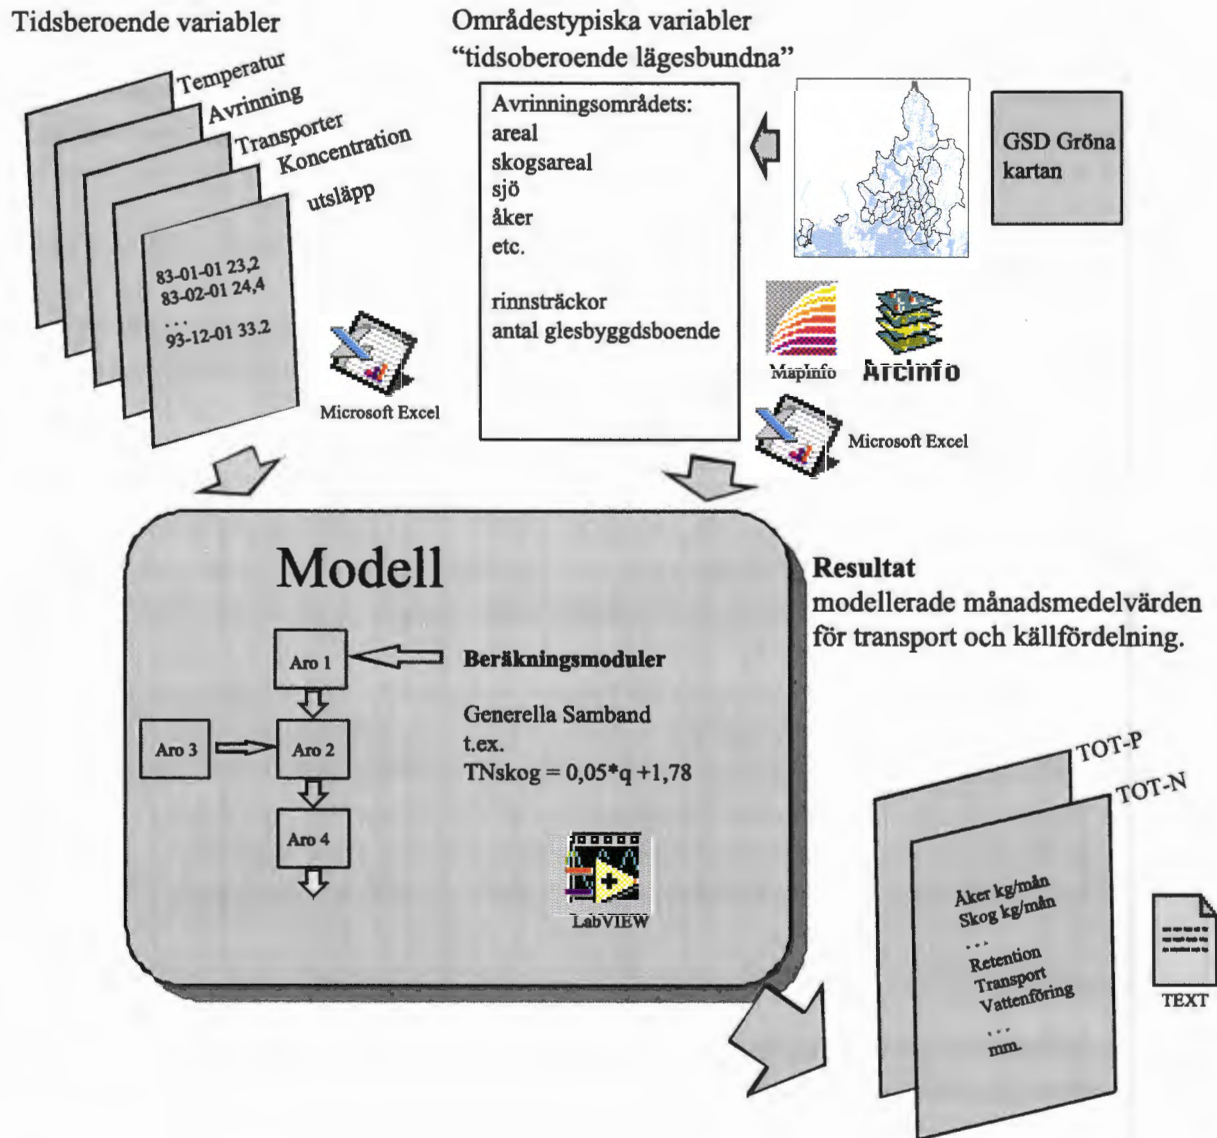 Tidsberoende variabler
Temperatur
Avrinning
Transporter
Koncentration
utsläpp
83-01-01 23,2
83-02-01 24,4
...
93-12-01 33.2
Microsoft Excel
Områdestypiska variabler
“tidsoberoende lägesbundna”
Avrinningsområdets:
areal
skogsareal
sjö
åker
etc.
rinnsträckor
antal glesbyggdsboende
GSD Gröna
kartan
MapInfo
ArcInfo
Microsoft Excel
Modell
Aro 1
Aro 3
Aro 2
Aro 4
Beräkningsmoduler
Generella Samband
t.ex.
TNskog = 0,05*q +1,78
LabVIEW
Resultat
modellerade månadsmedelvärden
för transport och källfördelning.
TOT-P
TOT-N
Åker kg/mån
Skog kg/mån
...
Retention
Transport
Vattenföring
...
mm.
TEXT